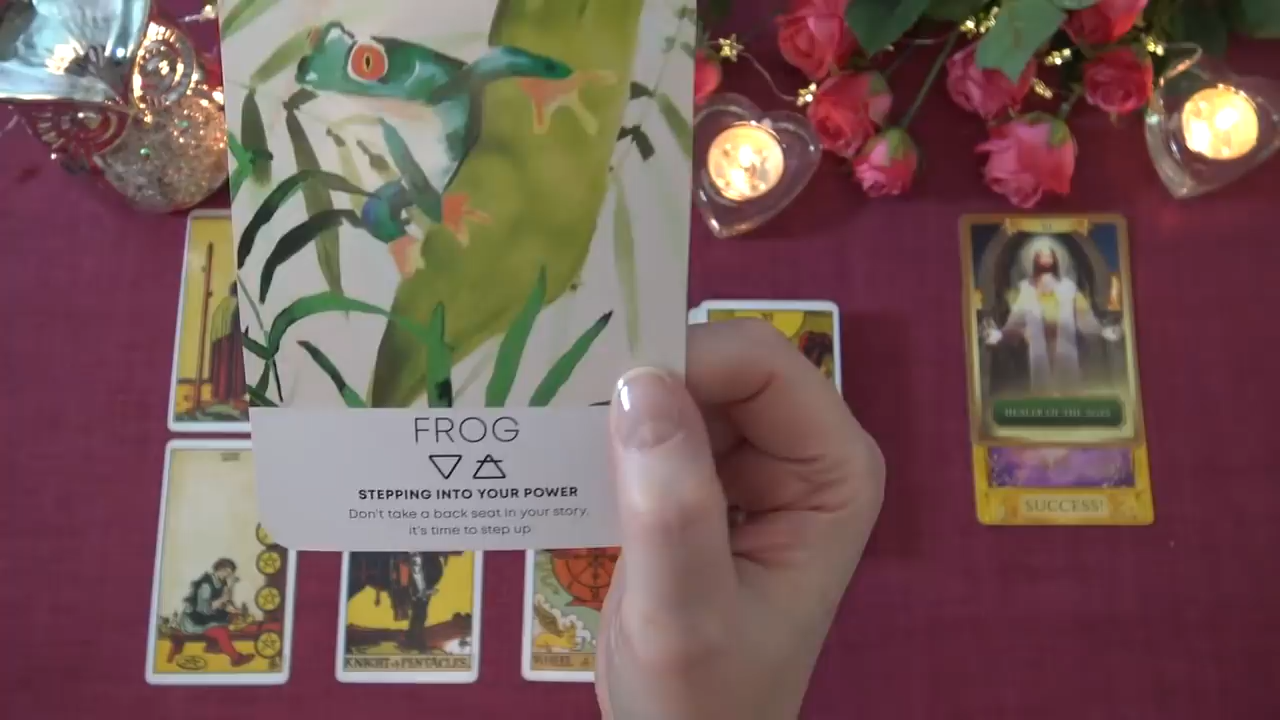 FROG
STEPPING INTO YOUR POWER
Don't take a back seat in your story,
it's time to step up
HEALER OF THE
SUCCESS!
KNIGHT of PENTACLES.
WHEEL